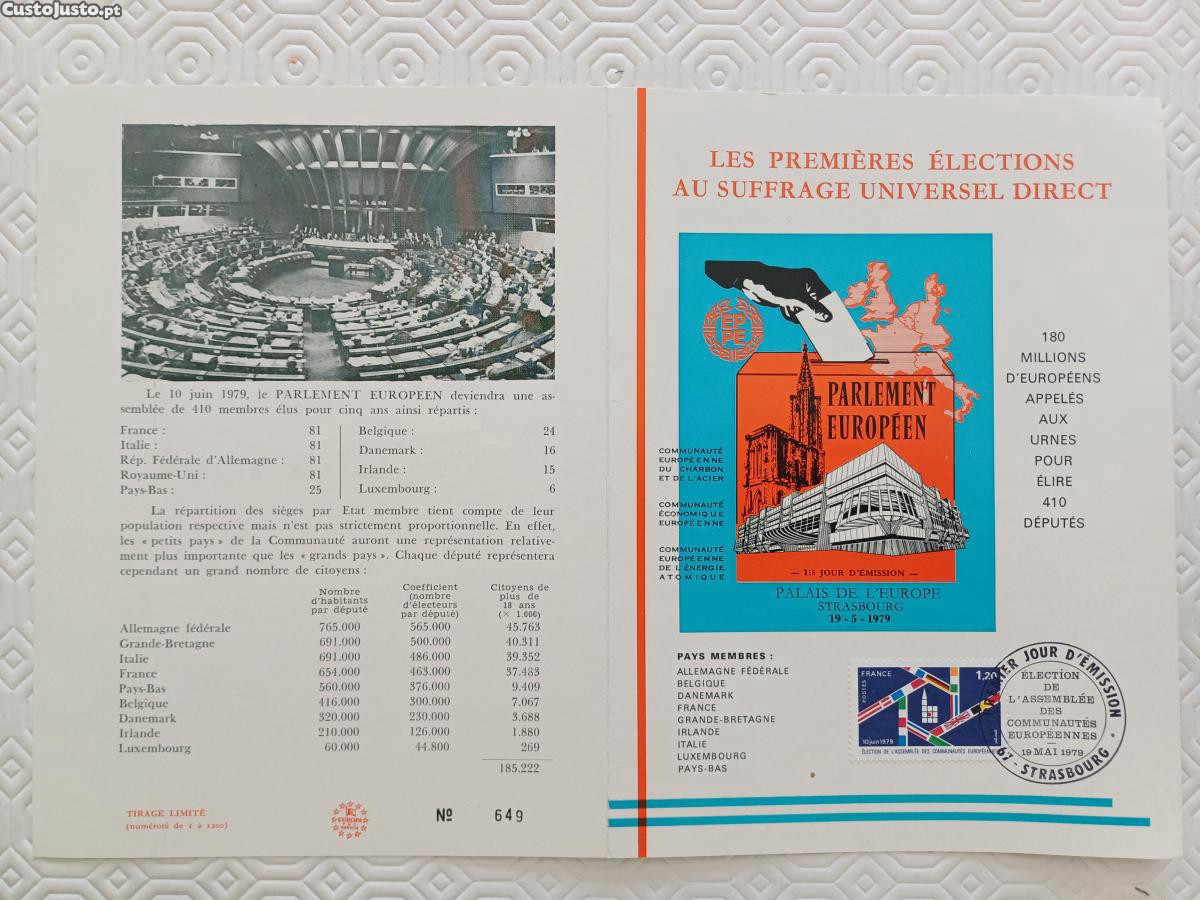 CustoJusto.pt
Le 10 juin 1979, le PARLEMENT EUROPEEN deviendra une as-
semblée de 410 membres élus pour cinq ans ainsi répartis :
France : 81
Italie : 81
Rép. Fédérale d'Allemagne : 81
Royaume-Uni : 81
Pays-Bas : 25
Belgique : 24
Danemark : 16
Irlande : 15
Luxembourg : 6
La répartition des sièges par Etat membre tient compte de leur
population respective mais n'est pas strictement proportionnelle. En effet,
les « petits pays » de la Communauté auront une représentation relative-
ment plus importante que les « grands pays ». Chaque député représentera
cependant un grand nombre de citoyens :
Nombre
d'habitants
par député
Coefficient
(nombre
d'électeurs
par député)
Citoyens de
plus de
18 ans
(× 1.000)
Allemagne fédérale 765.000 565.000 45.763
Grande-Bretagne 691.000 500.000 40.311
Italie 691.000 486.000 39.352
France 654.000 463.000 37.483
Pays-Bas 560.000 376.000 9.409
Belgique 416.000 300.000 7.067
Danemark 320.000 230.000 3.688
Irlande 210.000 126.000 1.880
Luxembourg 60.000 44.800 269
185.222
TIRAGE LIMITÉ
(numéroté de 1 à 1200)
EUROPA
Nº 649
LES PREMIÈRES ÉLECTIONS
AU SUFFRAGE UNIVERSEL DIRECT
EP
PE
PARLEMENT
EUROPÉEN
COMMUNAUTÉ
EUROPÉENNE
DU CHARBON
ET DE L'ACIER
COMMUNAUTÉ
ÉCONOMIQUE
EUROPÉENNE
COMMUNAUTÉ
EUROPÉENNE
DE L'ÉNERGIE
ATOMIQUE
— 1ER JOUR D'ÉMISSION —
PALAIS DE L'EUROPE
STRASBOURG
19-5-1979
180
MILLIONS
D'EUROPÉENS
APPELÉS
AUX
URNES
POUR
ÉLIRE
410
DÉPUTÉS
PAYS MEMBRES :
ALLEMAGNE FÉDÉRALE
BELGIQUE
DANEMARK
FRANCE
GRANDE-BRETAGNE
IRLANDE
ITALIE
LUXEMBOURG
PAYS-BAS
FRANCE 1,20
POSTES
10 juin 1979
ÉLECTION DE L'ASSEMBLÉE DES COMMUNAUTÉS EUROPÉENNES
PREMIER JOUR D'ÉMISSION
ÉLECTION
DE
L'ASSEMBLÉE
DES
COMMUNAUTÉS
EUROPÉENNES
19 MAI 1979
67 - STRASBOURG